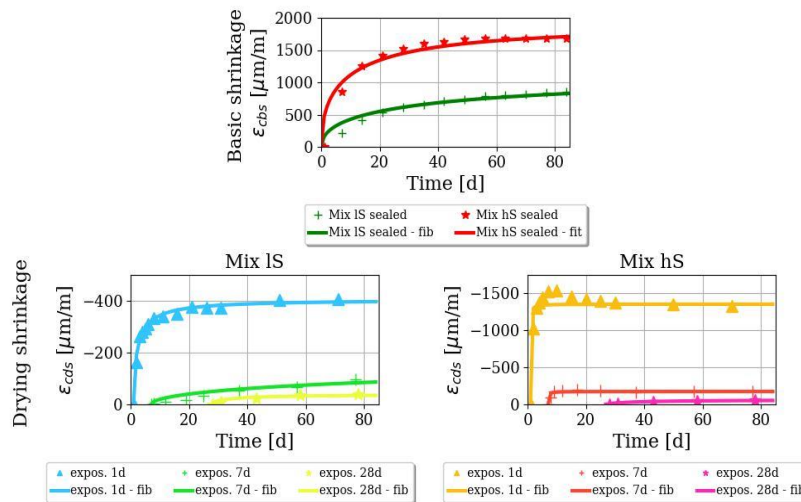 2000
1500
1000
500
0
Basic shrinkage
εcbs [μm/m]
0 20 40 60 80
Time [d]
Mix lS sealed Mix hS sealed
Mix lS sealed - fib Mix hS sealed - fit
Drying shrinkage
Mix lS
−400
−200
0
εcds [μm/m]
0 20 40 60 80
Time [d]
expos. 1d expos. 7d expos. 28d
expos. 1d - fib expos. 7d - fib expos. 28d - fib
Mix hS
−1500
−1000
−500
0
εcds [μm/m]
0 20 40 60 80
Time [d]
expos. 1d expos. 7d expos. 28d
expos. 1d - fib expos. 7d - fib expos. 28d - fib